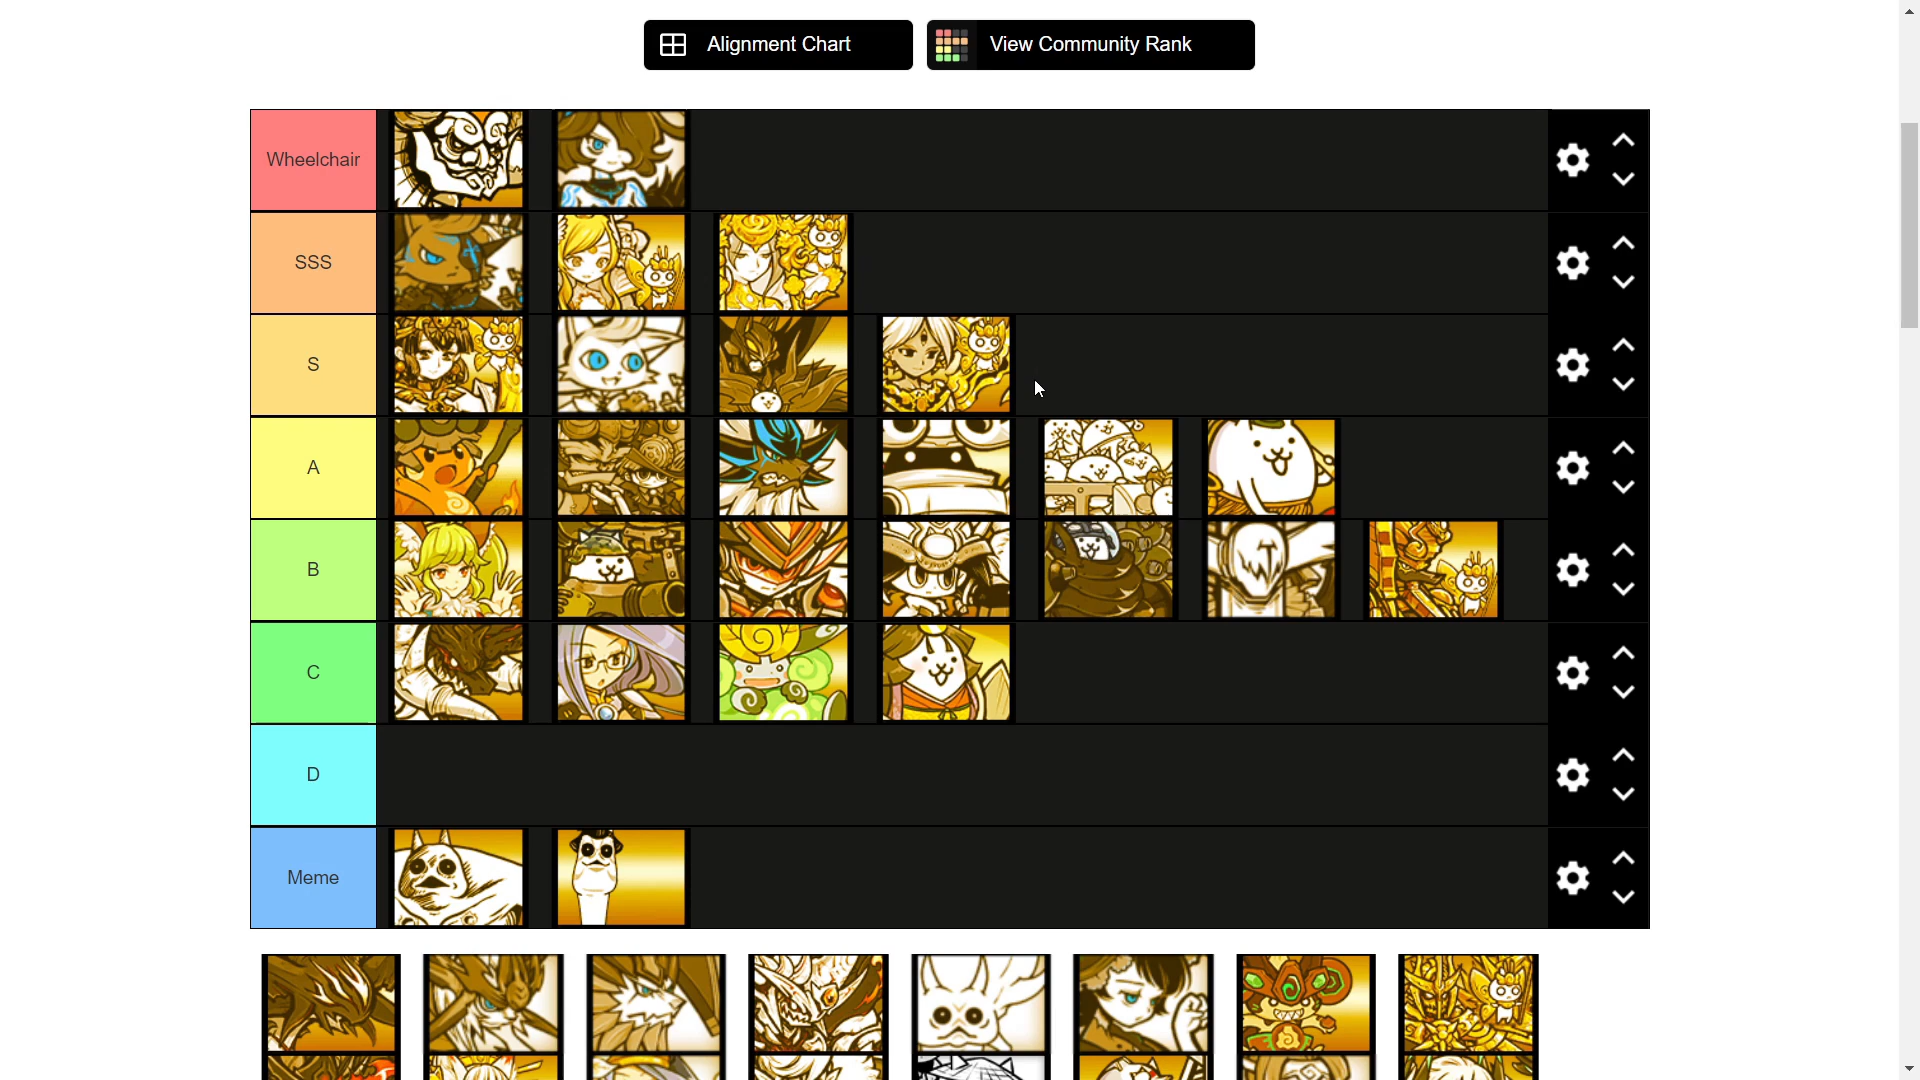 Alignment Chart
View Community Rank
Wheelchair
SSS
S
A
B
C
D
Meme